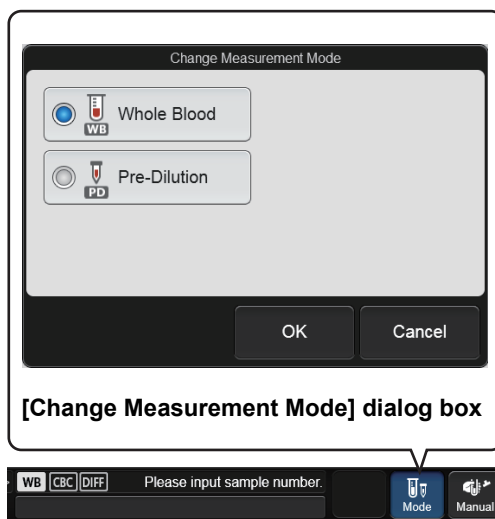 Change Measurement Mode
WB
Whole Blood
PD
Pre-Dilution
OK Cancel
[Change Measurement Mode] dialog box
WB CBC DIFF Please input sample number.
Mode Manual